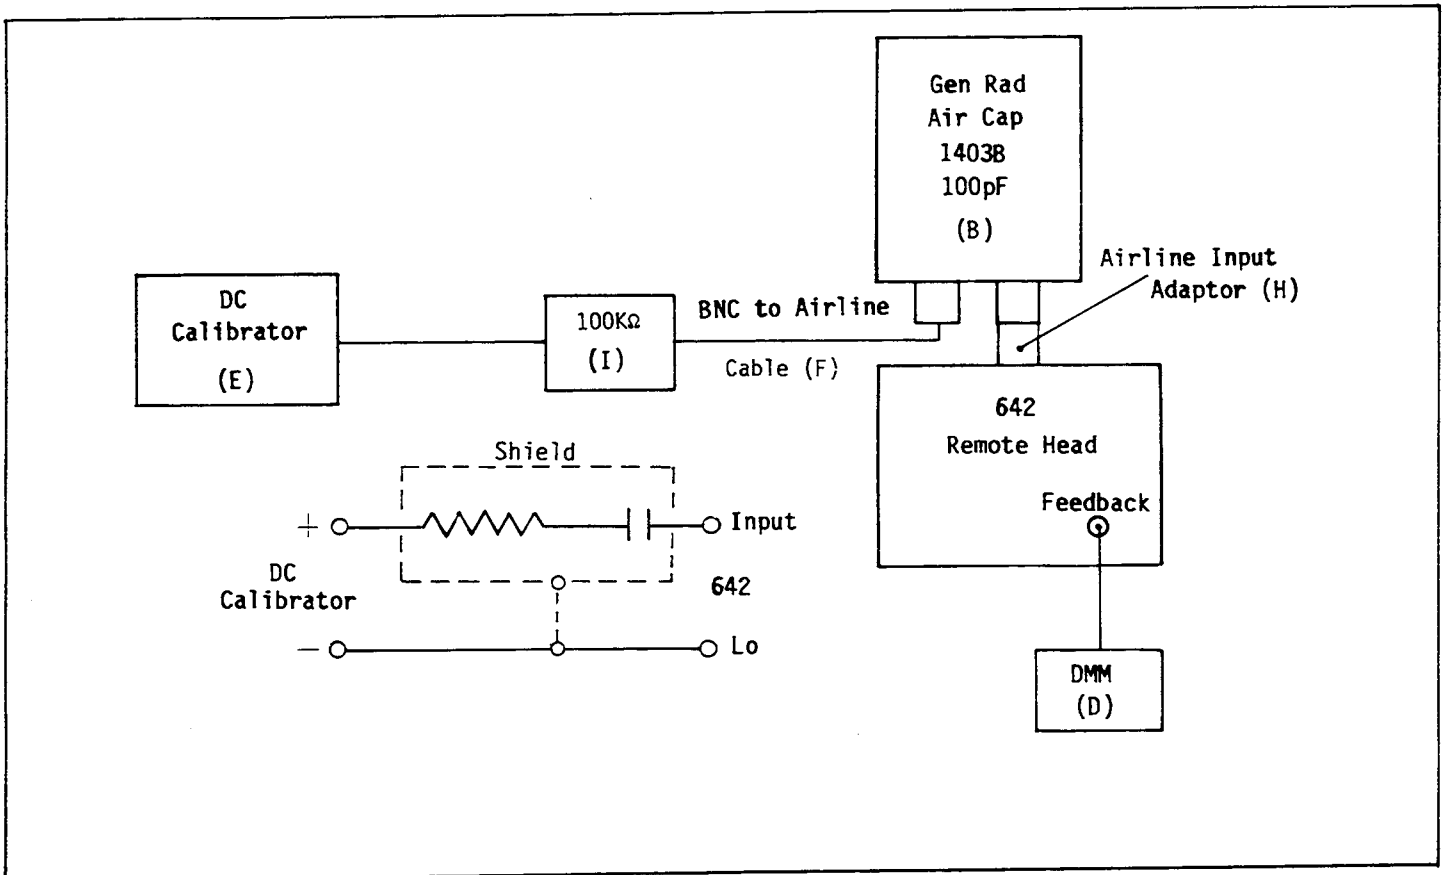 Gen Rad
Air Cap
1403B
100pF
(B)
Airline Input
Adaptor (H)
DC
Calibrator
(E)
100KΩ
(I)
BNC to Airline
Cable (F)
642
Remote Head
Feedback
DMM
(D)
Shield
+
Input
DC
Calibrator
642
−
Lo